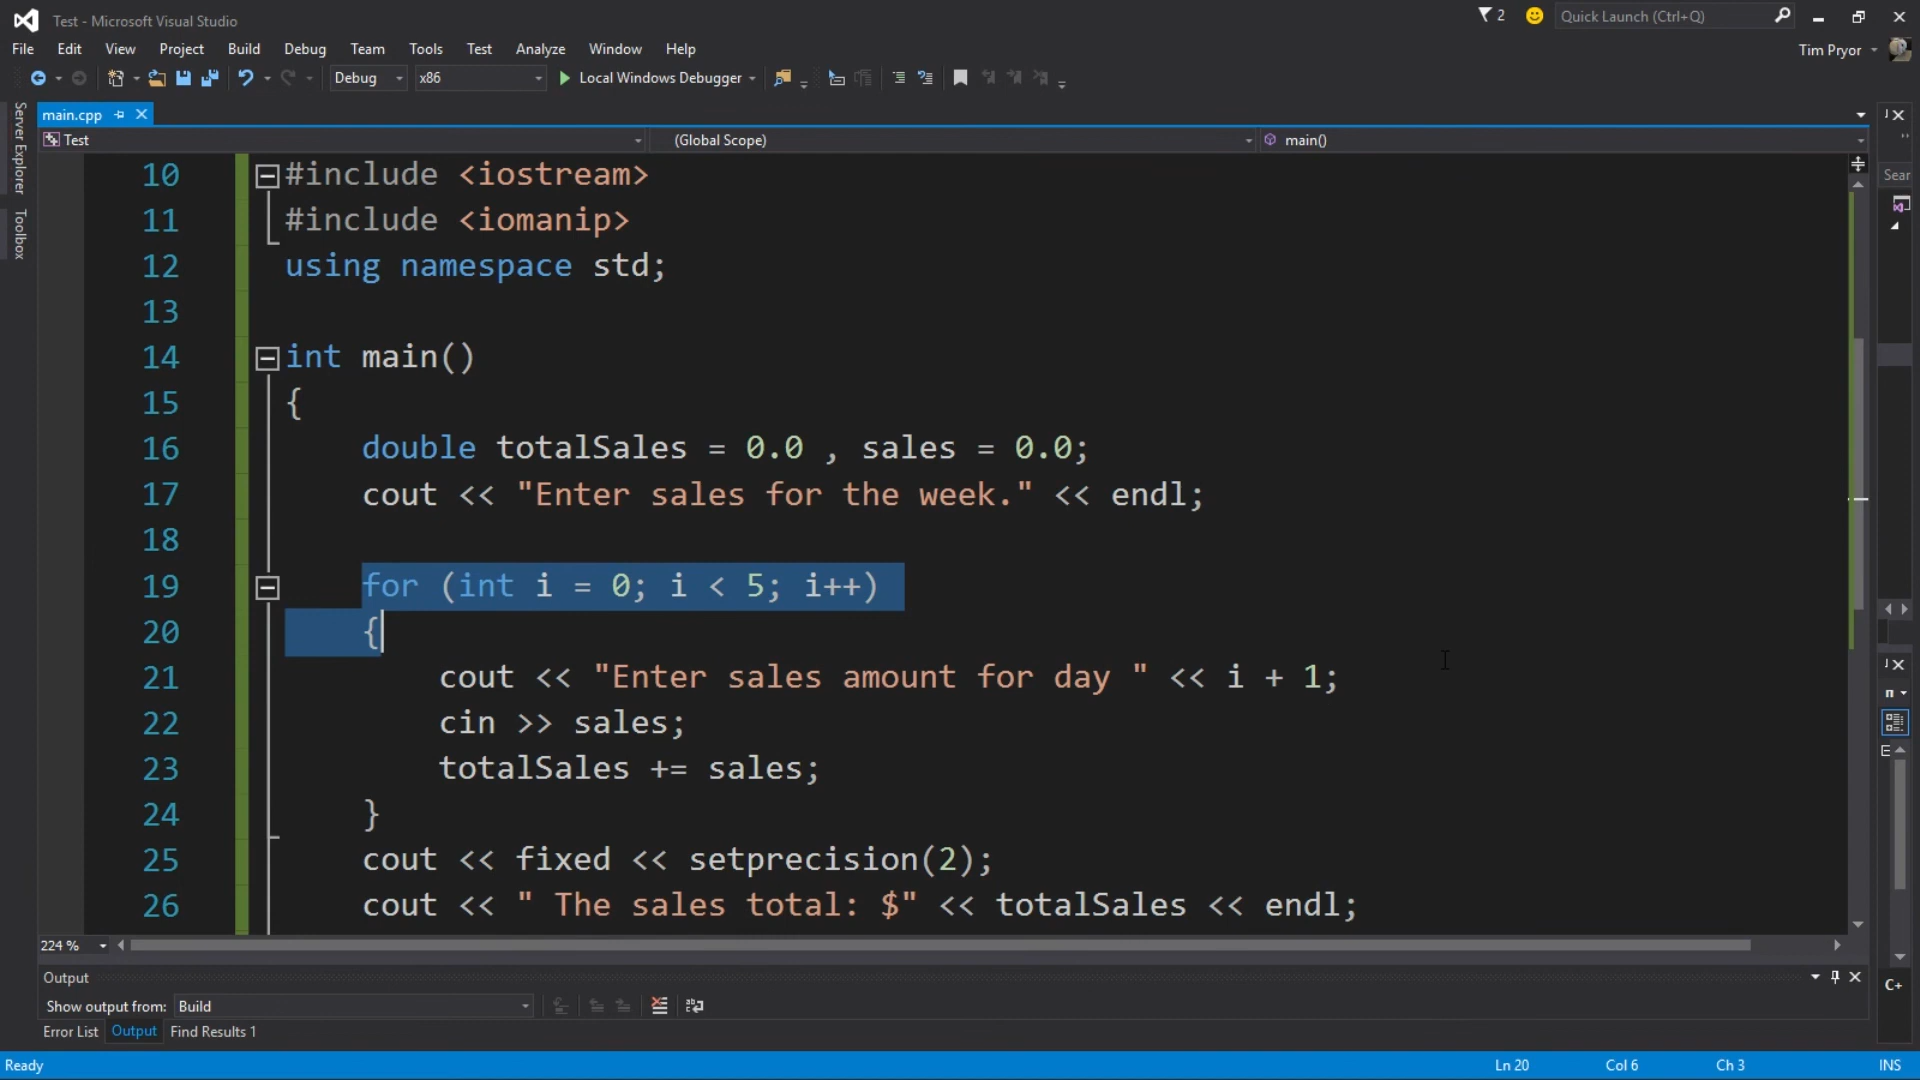 Test - Microsoft Visual Studio
2
Quick Launch (Ctrl+Q)
File Edit View Project Build Debug Team Tools Test Analyze Window Help
Tim Pryor
Debug x86 Local Windows Debugger
Server Explorer
Toolbox
main.cpp
Test (Global Scope) main()
Sear
10 #include <iostream>
11 #include <iomanip>
12 using namespace std;
13
14 int main()
15 {
16 double totalSales = 0.0 , sales = 0.0;
17 cout << "Enter sales for the week." << endl;
18
19 for (int i = 0; i < 5; i++)
20 {
21 cout << "Enter sales amount for day " << i + 1;
22 cin >> sales;
23 totalSales += sales;
24 }
25 cout << fixed << setprecision(2);
26 cout << " The sales total: $" << totalSales << endl;
224 %
Output
Show output from: Build
C+
Error List Output Find Results 1
Ready Ln 20 Col 6 Ch 3 INS